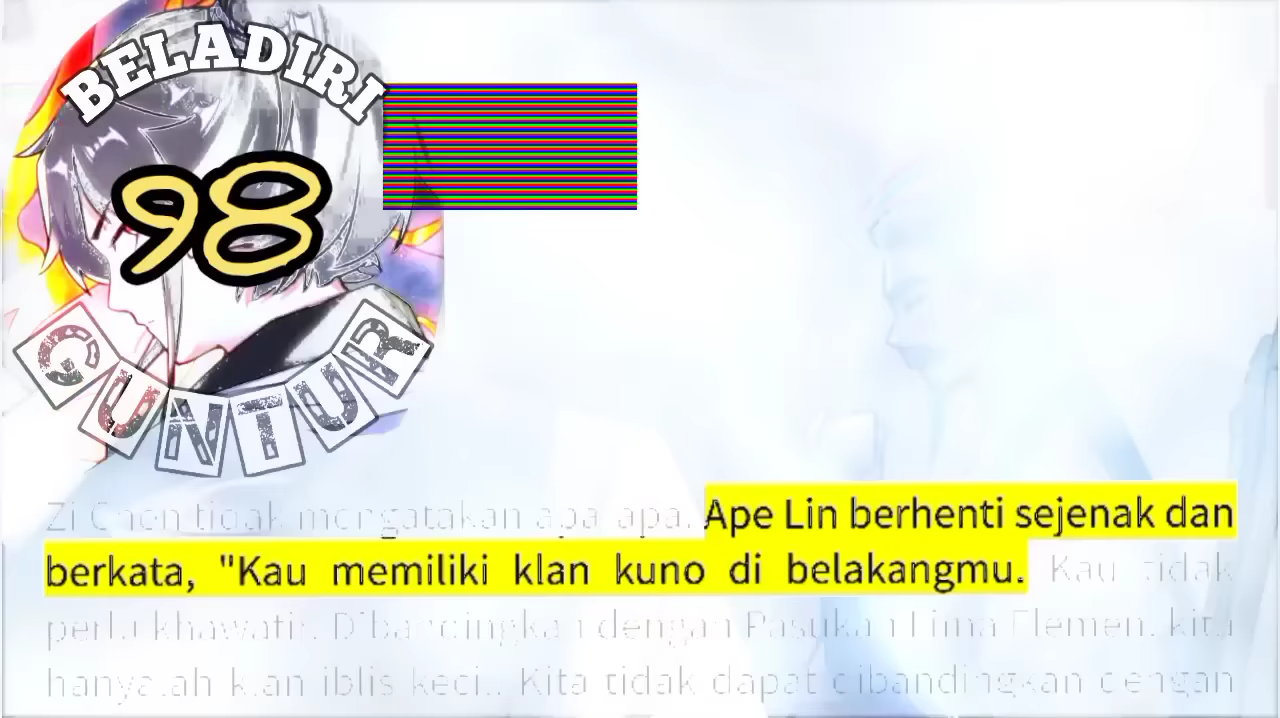 BELADIRI
98
GUNTUR
Zi Chen tidak mengatakan apa apa. Ape Lin berhenti sejenak dan
berkata, "Kau memiliki klan kuno di belakangmu. Kau tidak
perlu khawatir. Dibandingkan dengan Pasukan Lima Elemen, kita
hanyalah klan iblis kecil. Kita tidak dapat dibandingkan dengan